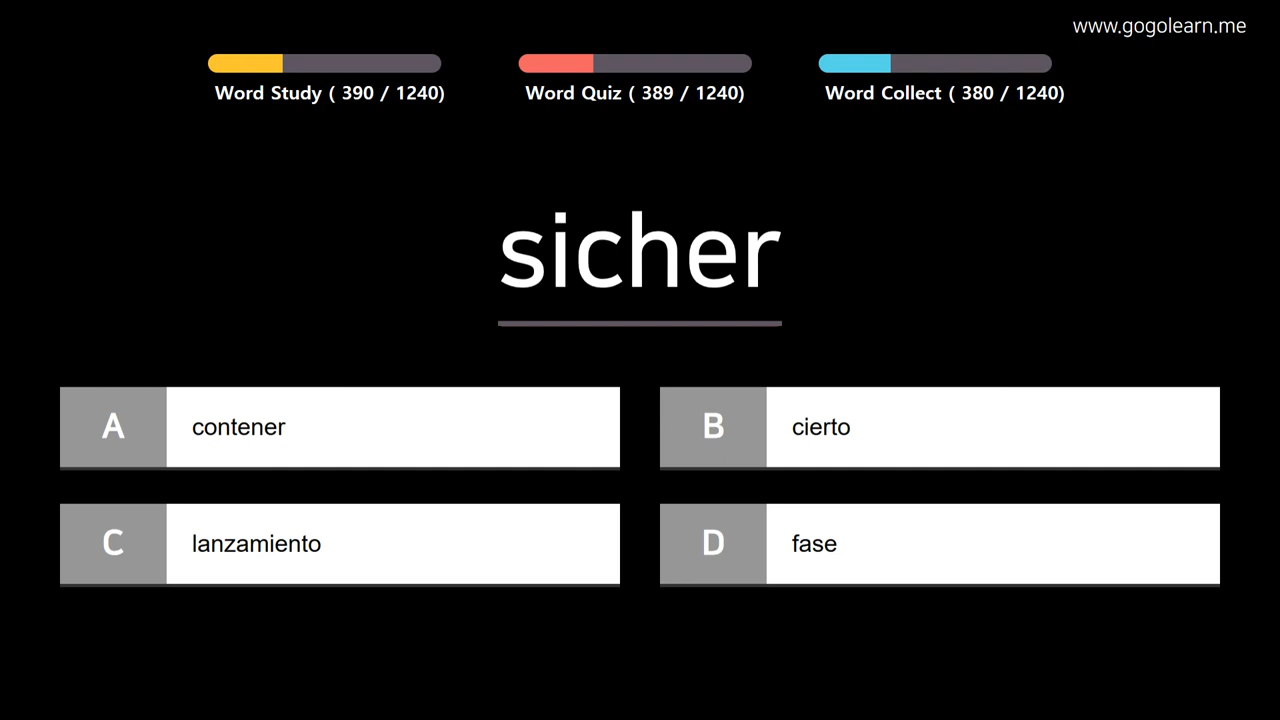 www.gogolearn.me
Word Study ( 390 / 1240)
Word Quiz ( 389 / 1240)
Word Collect ( 380 / 1240)
sicher
A contener
B cierto
C lanzamiento
D fase